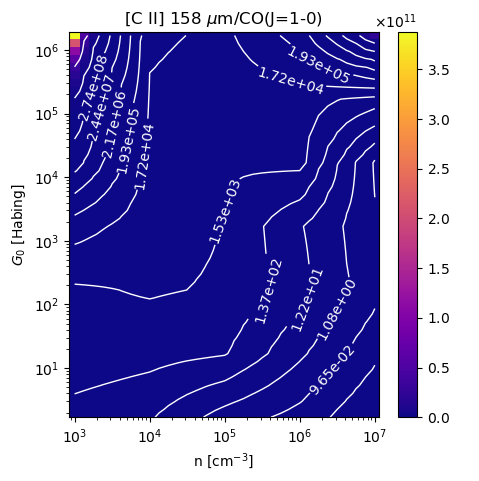 [C II] 158 μm/CO(J=1-0)
×10¹¹
G₀ [Habing]
10⁶
10⁵
10⁴
10³
10²
10¹
2.74e+08
2.44e+07
2.17e+06
1.93e+05
1.72e+04
1.93e+05
1.72e+04
1.53e+03
1.37e+02
1.22e+01
1.08e+00
9.65e-02
3.5
3.0
2.5
2.0
1.5
1.0
0.5
0.0
10³ 10⁴ 10⁵ 10⁶ 10⁷
n [cm⁻³]